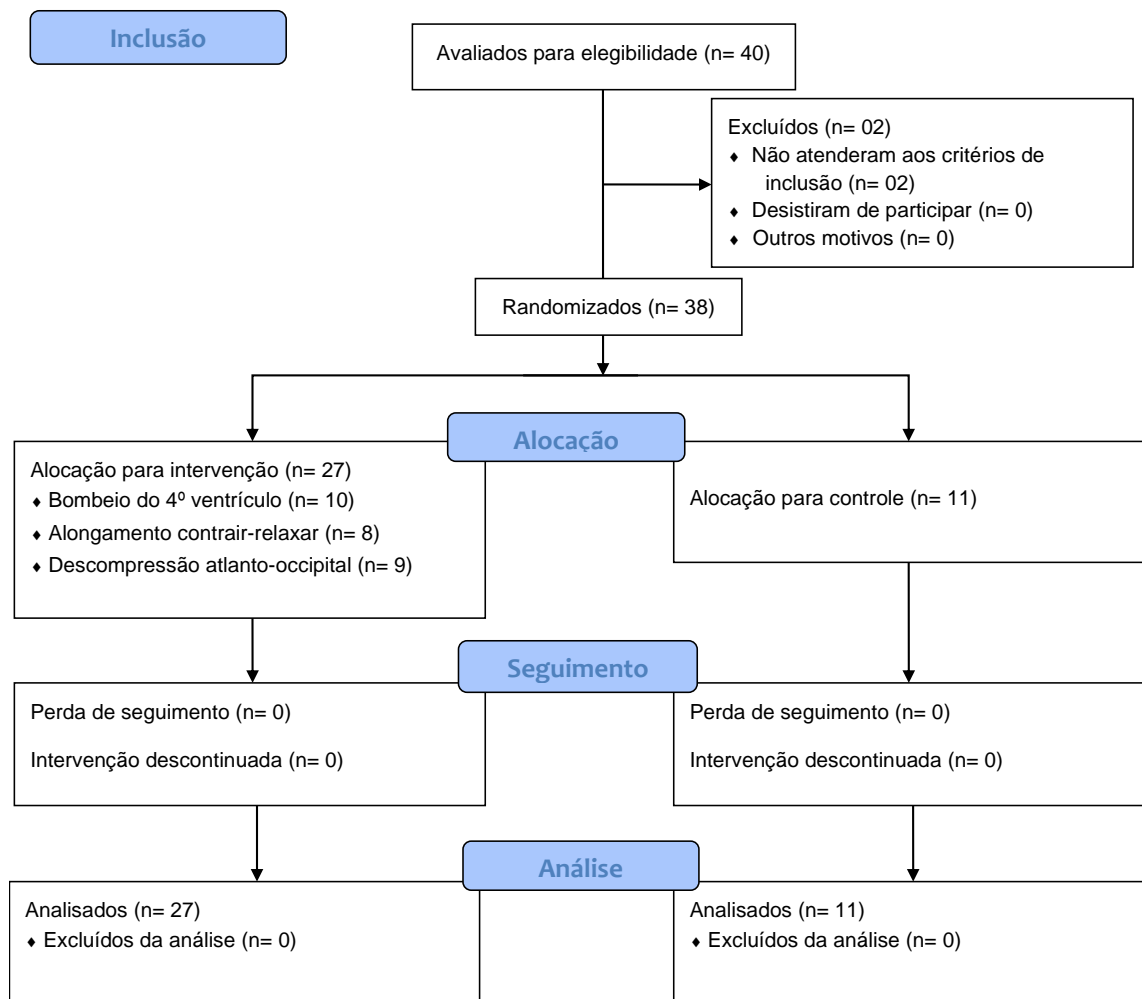 Inclusão
Avaliados para elegibilidade (n= 40)
Excluídos (n= 02)
♦ Não atenderam aos critérios de
inclusão (n= 02)
♦ Desistiram de participar (n= 0)
♦ Outros motivos (n= 0)
Randomizados (n= 38)
Alocação
Alocação para intervenção (n= 27)
♦ Bombeio do 4º ventrículo (n= 10)
♦ Alongamento contrair-relaxar (n= 8)
♦ Descompressão atlanto-occipital (n= 9)
Alocação para controle (n= 11)
Seguimento
Perda de seguimento (n= 0)
Intervenção descontinuada (n= 0)
Perda de seguimento (n= 0)
Intervenção descontinuada (n= 0)
Análise
Analisados (n= 27)
♦ Excluídos da análise (n= 0)
Analisados (n= 11)
♦ Excluídos da análise (n= 0)